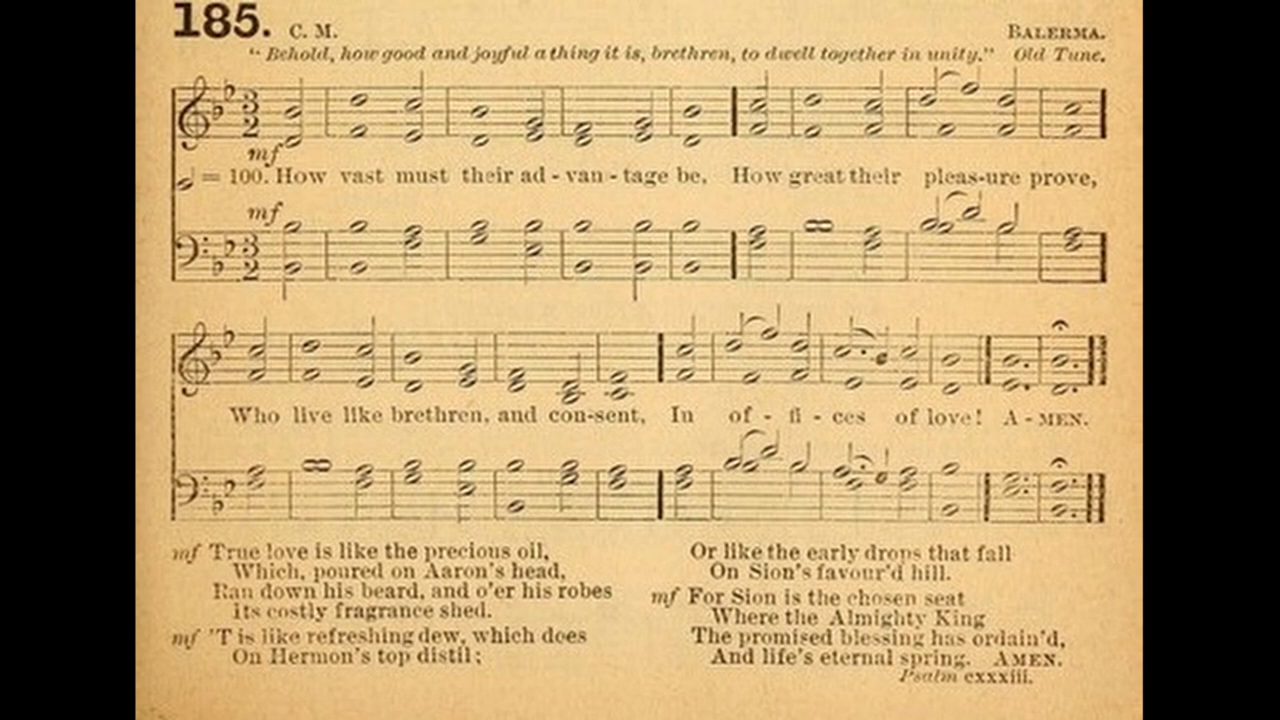 185. C. M. BALERMA.
"Behold, how good and joyful a thing it is, brethren, to dwell together in unity." Old Tune.
3 2
mf
= 100. How vast must their ad - van - tage be, How great their pleas-ure prove,
mf
3 2
Who live like brethren, and con-sent, In of - fi - ces of love! A - MEN.
mf True love is like the precious oil,
Which, poured on Aaron's head,
Ran down his beard, and o'er his robes
Its costly fragrance shed.
mf 'T is like refreshing dew, which does
On Hermon's top distil;
Or like the early drops that fall
On Sion's favour'd hill.
mf For Sion is the chosen seat
Where the Almighty King
The promised blessing has ordain'd,
And life's eternal spring. AMEN.
Psalm cxxxiii.